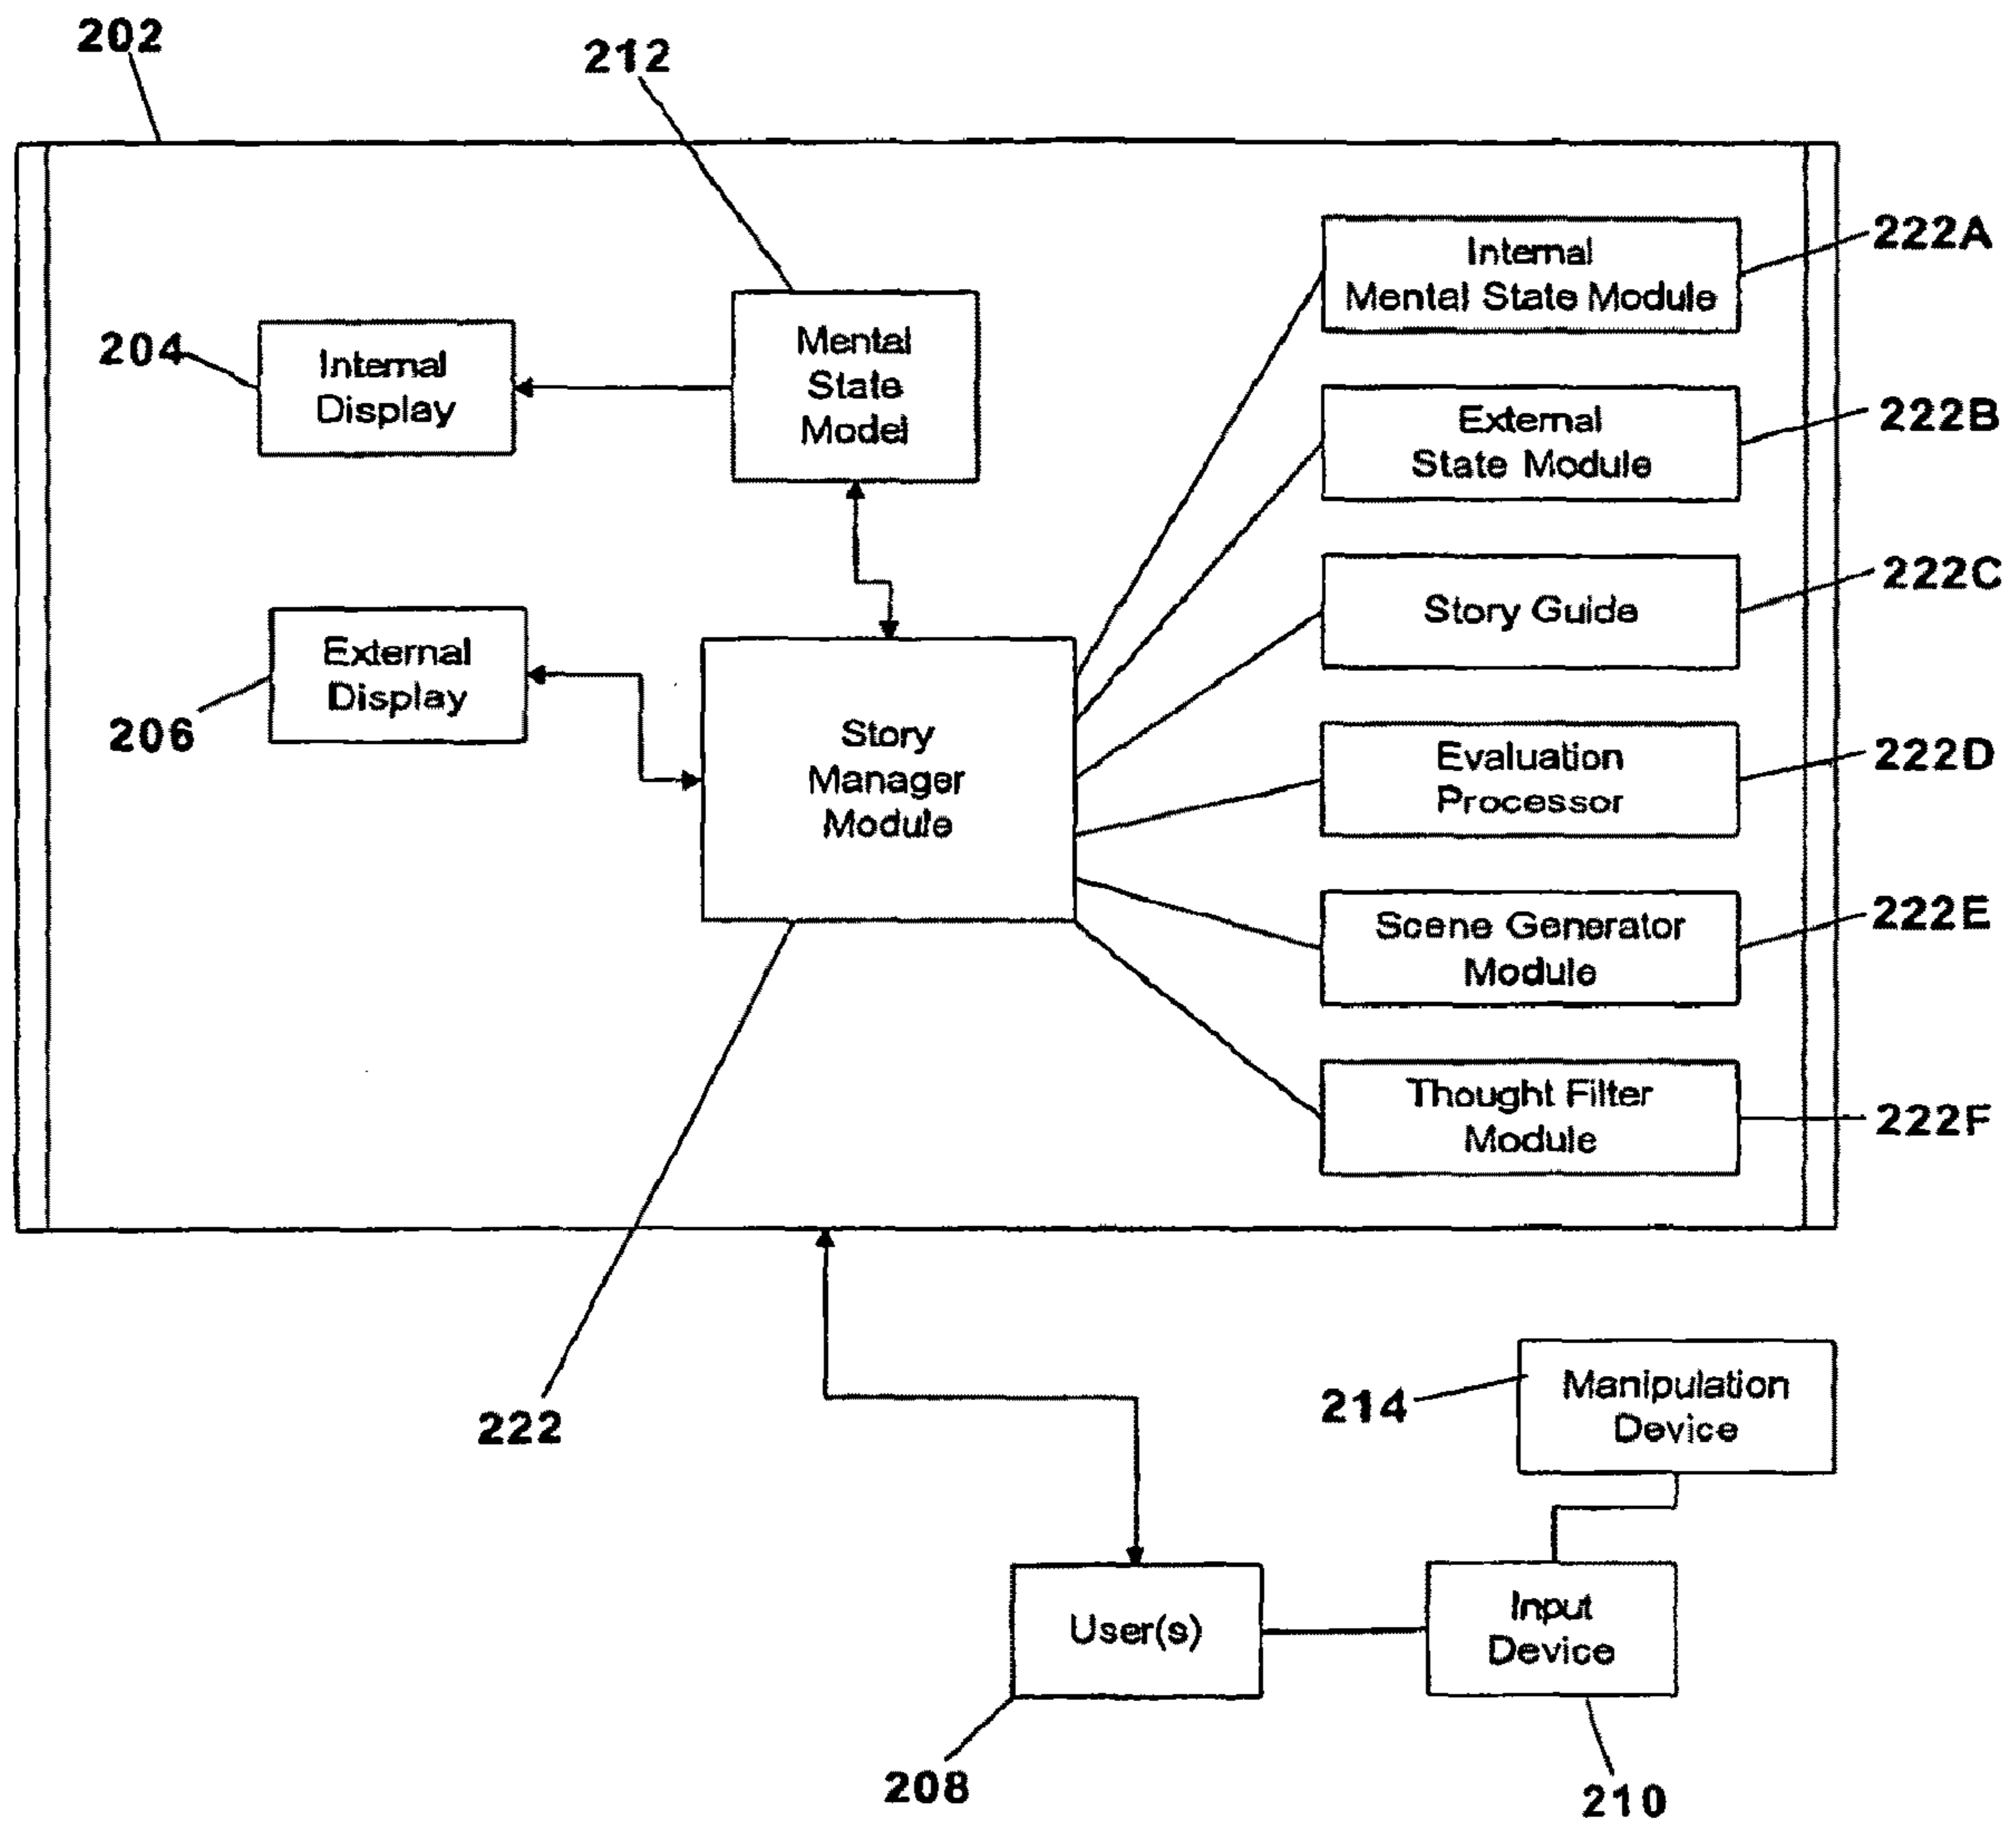 202
212
Internal
Mental State Module
222A
204
Internal
Display
Mental
State
Model
External
State Module
222B
Story Guide
222C
External
Display
206
Story
Manager
Module
Evaluation
Processor
222D
Scene Generator
Module
222E
Thought Filter
Module
222F
222
214
Manipulation
Device
User(s)
Input
Device
208
210